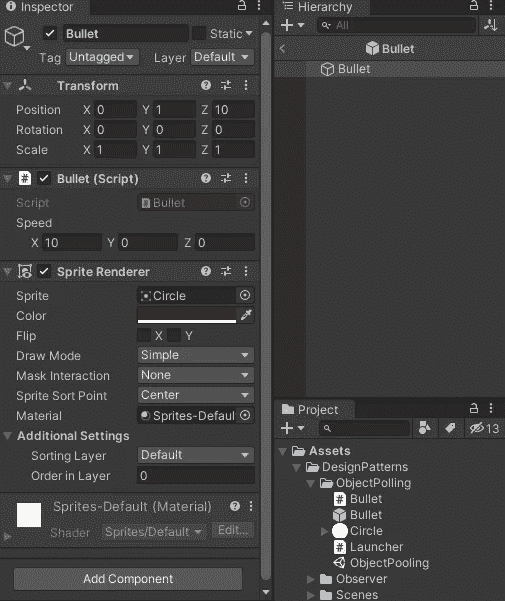 Inspector
Bullet
Static
Tag Untagged Layer Default
Transform
Position X 0 Y 1 Z 10
Rotation X 0 Y 0 Z 0
Scale X 1 Y 1 Z 1
# Bullet (Script)
Script Bullet
Speed
X 10 Y 0 Z 0
Sprite Renderer
Sprite Circle
Color
Flip X Y
Draw Mode Simple
Mask Interaction None
Sprite Sort Point Center
Material Sprites-Defaul
Additional Settings
Sorting Layer Default
Order in Layer 0
Sprites-Default (Material)
Shader Sprites/Default Edit...
Add Component
Hierarchy
+ All
< Bullet
Bullet
Project
+ 13
Assets
DesignPatterns
ObjectPolling
# Bullet
Bullet
Circle
# Launcher
ObjectPooling
Observer
Scenes